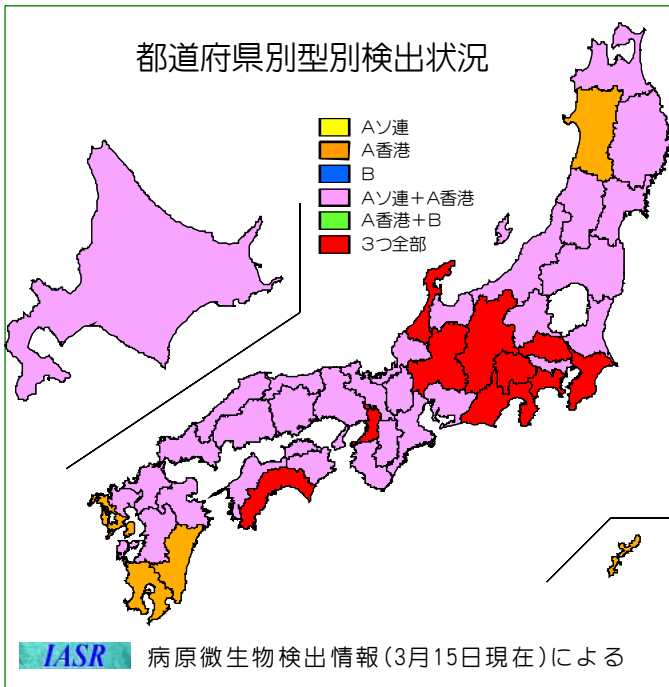 都道府県別型別検出状況
Aソ連
A香港
B
Aソ連+A香港
A香港+B
3つ全部
IASR 病原微生物検出情報(3月15日現在)による